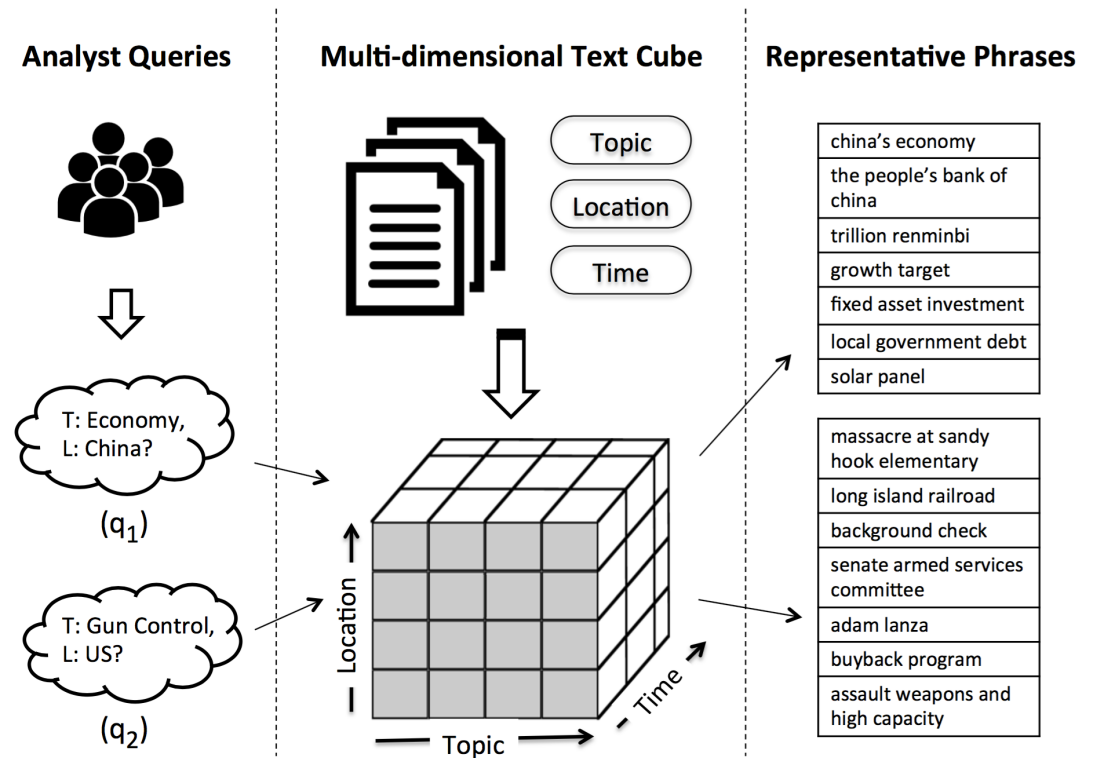 Analyst Queries
T: Economy,
L: China?
(q1)
T: Gun Control,
L: US?
(q2)
Multi-dimensional Text Cube
Topic
Location
Time
Location
Topic
Time
Representative Phrases
china’s economy
the people’s bank of
china
trillion renminbi
growth target
fixed asset investment
local government debt
solar panel
massacre at sandy
hook elementary
long island railroad
background check
senate armed services
committee
adam lanza
buyback program
assault weapons and
high capacity